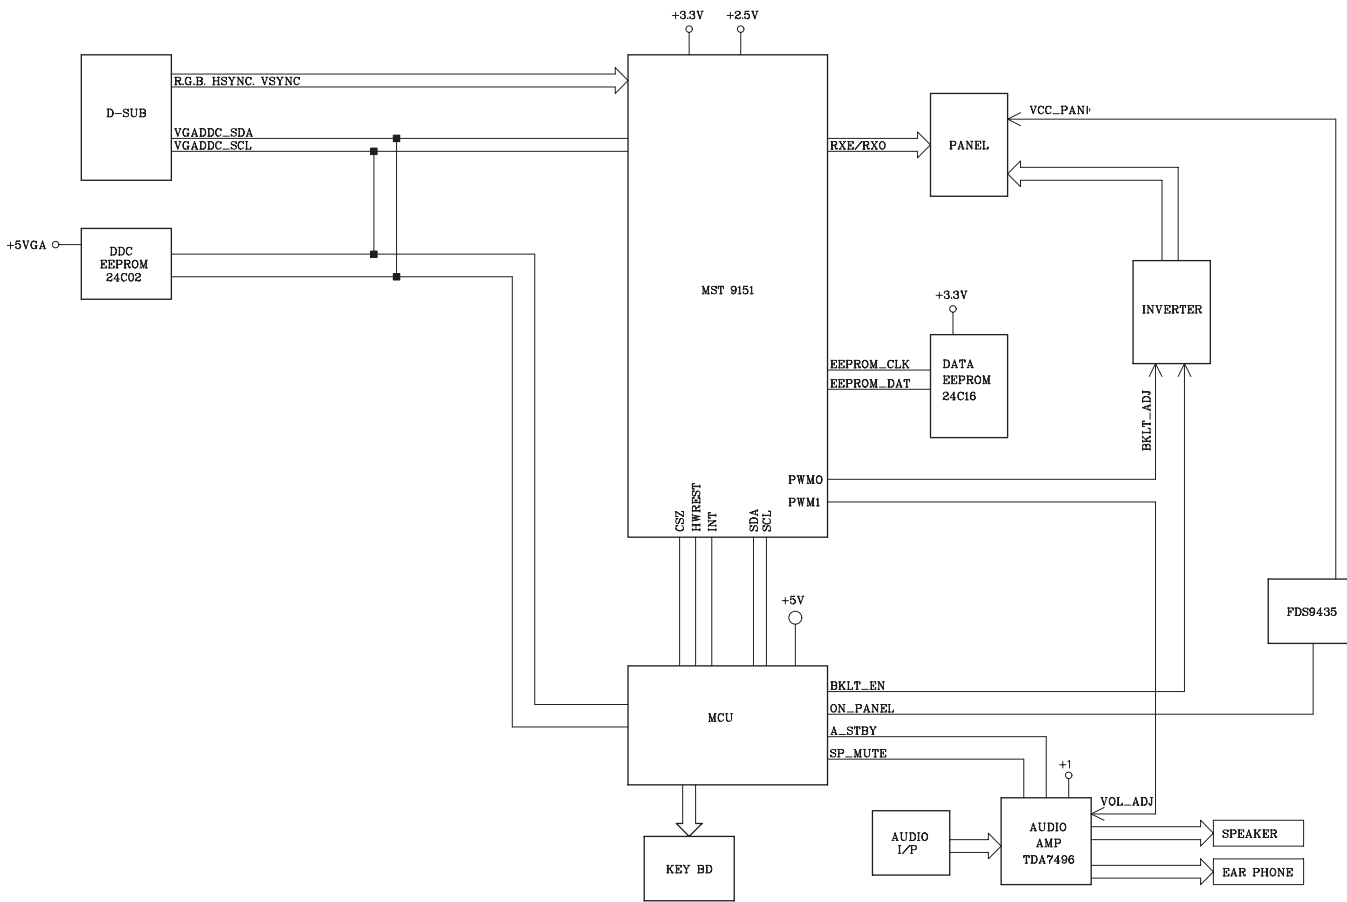 +3.3V
+2.5V
D-SUB
R.G.B. HSYNC. VSYNC
VGADDC_SDA
VGADDC_SCL
RXE/RXO
PANEL
VCC_PAN
+5VGA
DDC
EEPROM
24C02
MST 9151
+3.3V
INVERTER
EEPROM_CLK
EEPROM_DAT
DATA
EEPROM
24C16
BKLT_ADJ
PWM0
PWM1
CSZ
HWREST
INT
SDA
SCL
+5V
FDS9435
MCU
BKLT_EN
ON_PANEL
A_STBY
SP_MUTE
+1
VOL_ADJ
AUDIO
I/P
AUDIO
AMP
TDA7496
SPEAKER
EAR PHONE
KEY BD